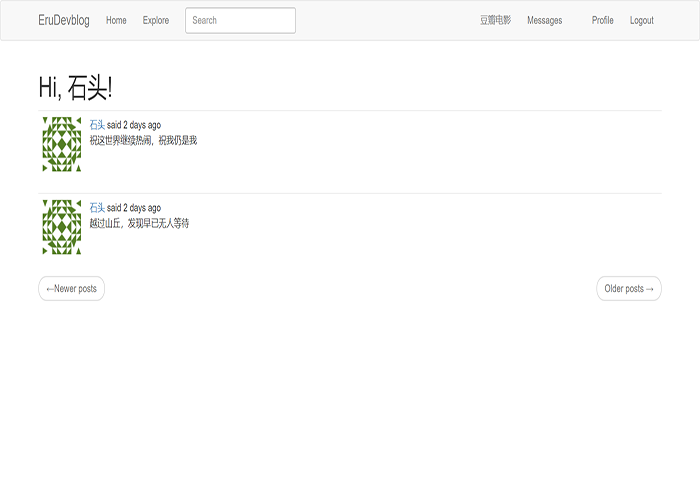 EruDevblog Home Explore Search 豆瓣电影 Messages Profile Logout
Hi, 石头!
石头 said 2 days ago
祝这世界继续热闹，祝我仍是我
石头 said 2 days ago
越过山丘，发现早已无人等待
←Newer posts Older posts →